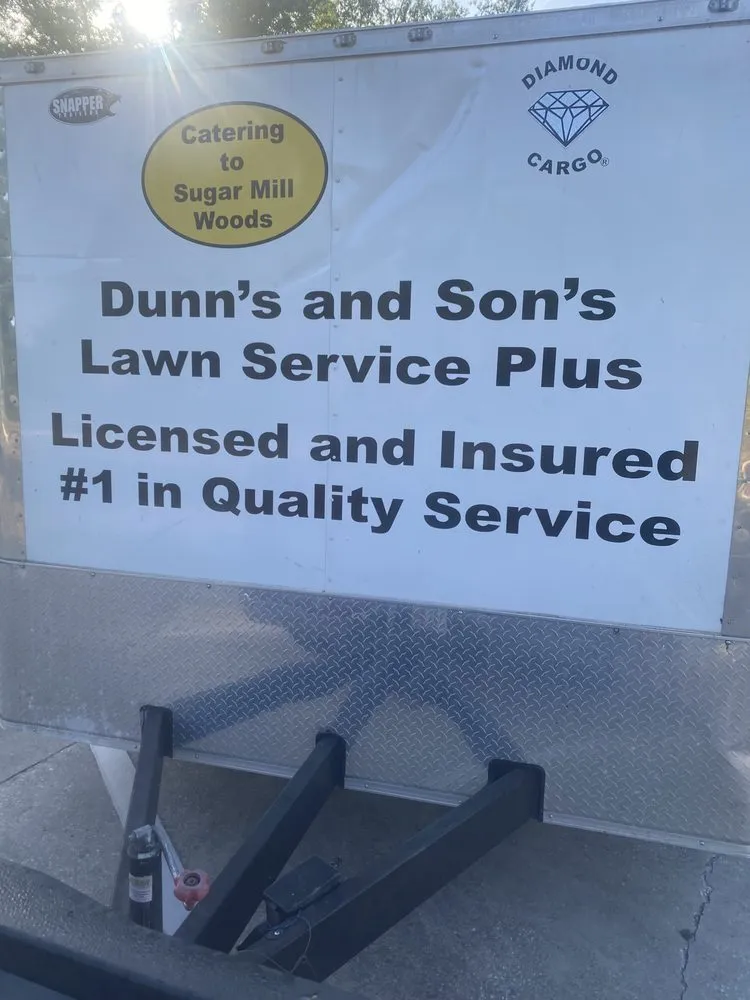 SNAPPER
TRAILERS
Catering
to
Sugar Mill
Woods
DIAMOND
CARGO®
Dunn's and Son's
Lawn Service Plus
Licensed and Insured
#1 in Quality Service